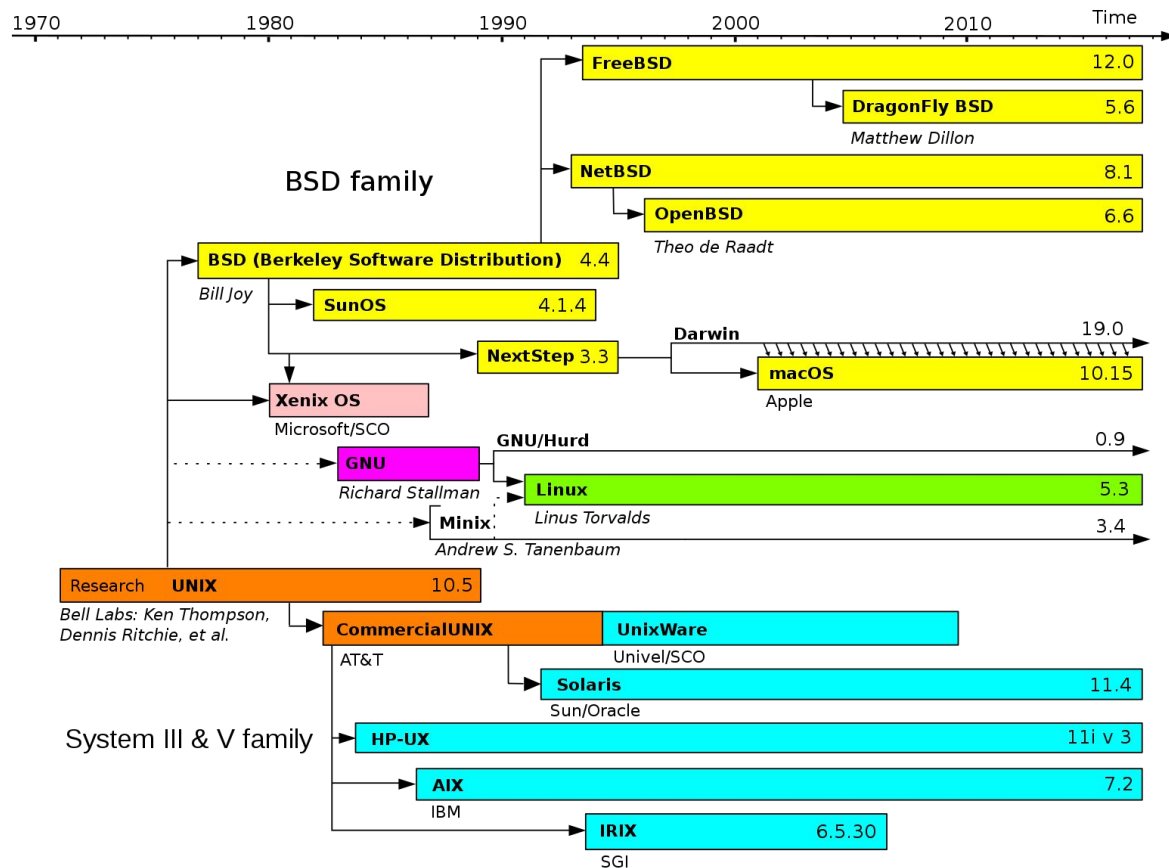 1970 1980 1990 2000 2010 Time
FreeBSD 12.0
DragonFly BSD 5.6
Matthew Dillon
BSD family
NetBSD 8.1
OpenBSD 6.6
Theo de Raadt
BSD (Berkeley Software Distribution) 4.4
Bill Joy
SunOS 4.1.4
Darwin 19.0
NextStep 3.3
macOS 10.15
Apple
Xenix OS
Microsoft/SCO
GNU/Hurd 0.9
GNU
Richard Stallman
Linux 5.3
Linus Torvalds
Minix 3.4
Andrew S. Tanenbaum
Research UNIX 10.5
Bell Labs: Ken Thompson,
Dennis Ritchie, et al.
CommercialUNIX UnixWare
AT&T Univel/SCO
Solaris 11.4
Sun/Oracle
System III & V family
HP-UX 11i v 3
AIX 7.2
IBM
IRIX 6.5.30
SGI